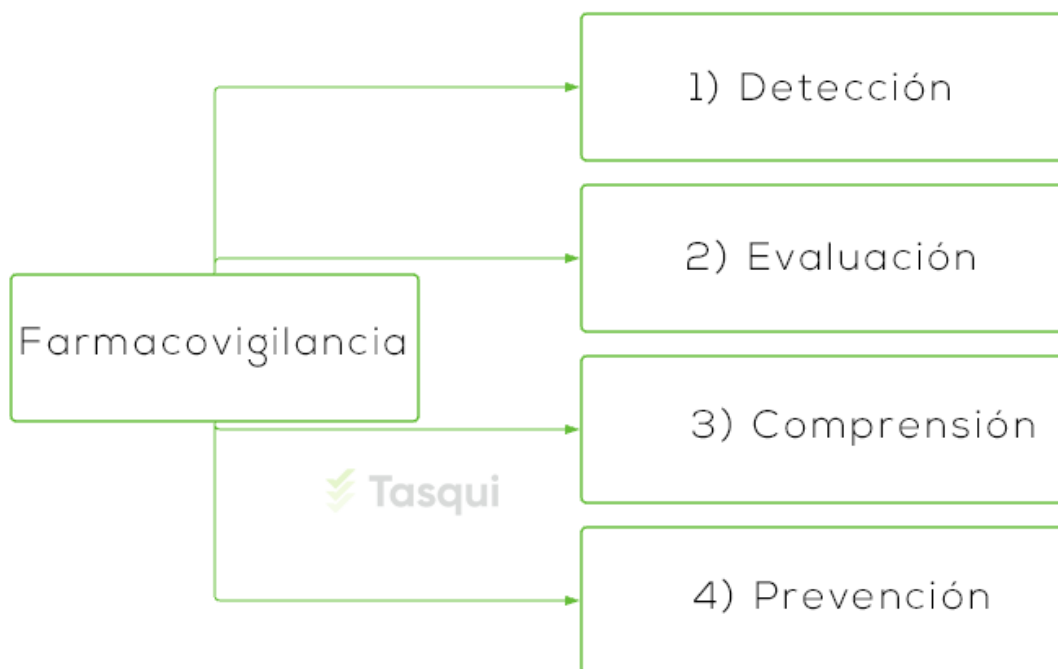 1) Detección
2) Evaluación
Farmacovigilancia
3) Comprensión
Tasqui
4) Prevención